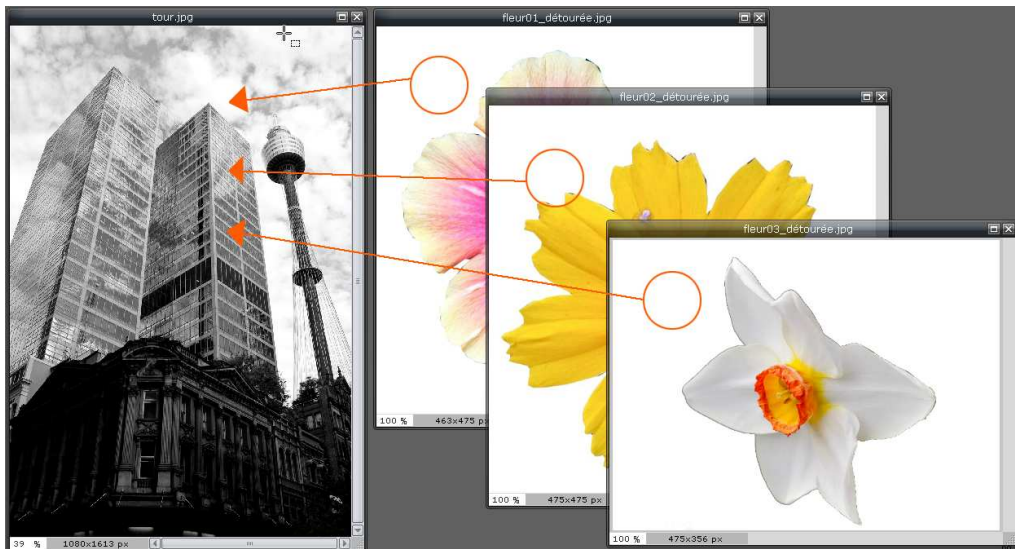 tour.jpg
fleur01_détourée.jpg
fleur02_détourée.jpg
fleur03_détourée.jpg
100 % 463x475 px
100 % 475x475 px
100 % 475x356 px
39 % 1080x1613 px